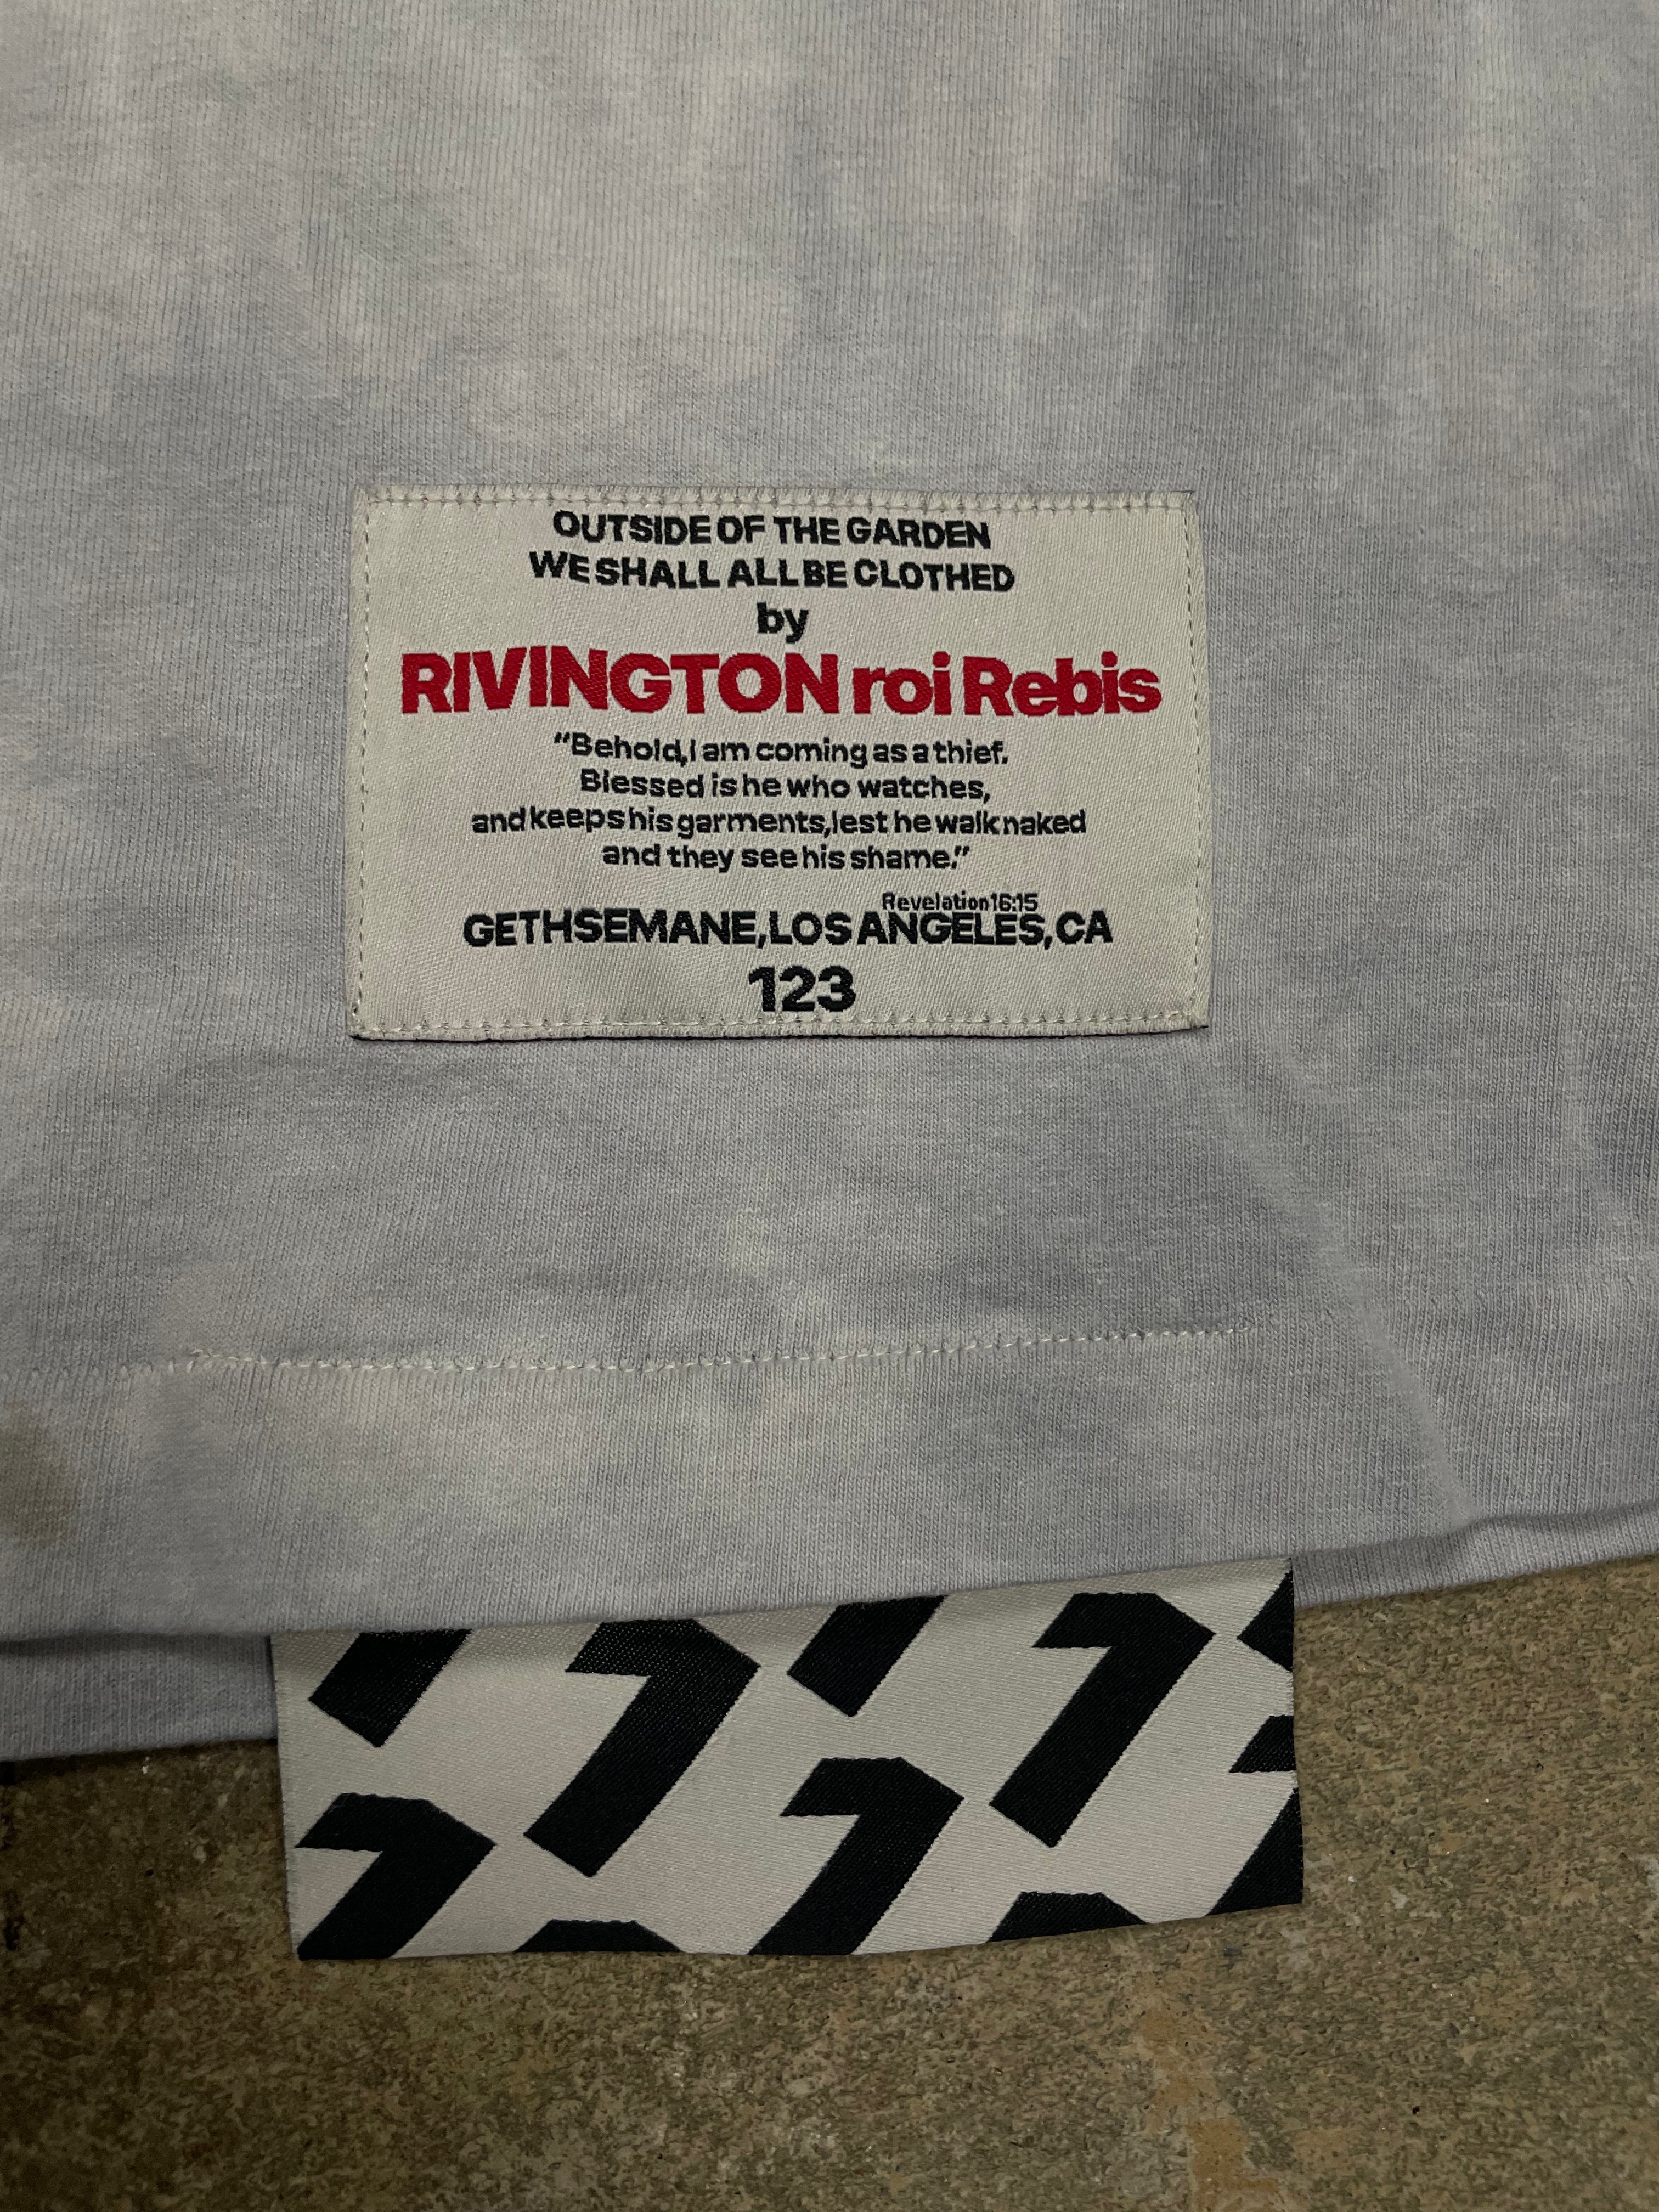 OUTSIDE OF THE GARDEN
WE SHALL ALL BE CLOTHED
by
RIVINGTON roi Rebis
“Behold, I am coming as a thief.
Blessed is he who watches,
and keeps his garments, lest he walk naked
and they see his shame.”
Revelation 16:15
GETHSEMANE, LOS ANGELES, CA
123